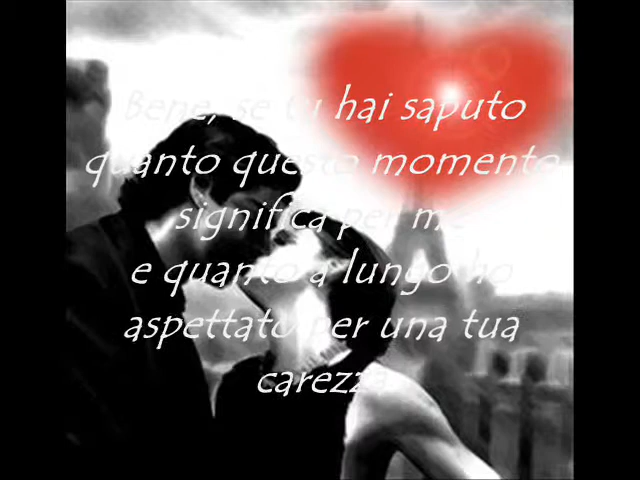 Bene, se tu hai saputo
quanto questo momento
significa per me
e quanto a lungo ho
aspettato per una tua
carezza